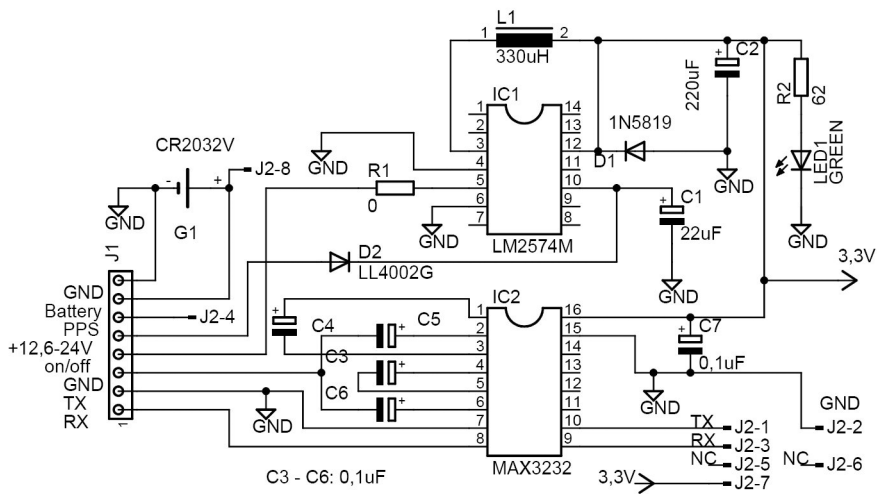 L1
1 2
330uH
IC1
1 14
2 13
3 12
4 11
5 10
6 9
7 8
LM2574M
C2
220uF
+
R2
62
1N5819
D1
GND
LED1
GREEN
GND
CR2032V
J2-8
- +
G1
GND
GND
R1
0
GND
C1
+
22uF
GND
D2
LL4002G
3,3V
J1
GND
Battery
PPS
+12,6-24V
on/off
GND
TX
RX
1
J2-4
+
C4
C5
+
C3
+
C6
+
GND
IC2
1 16
2 15
3 14
4 13
5 12
6 11
7 10
8 9
MAX3232
C7
+
0,1uF
GND
GND
TX J2-1 J2-2
RX J2-3
NC J2-5 NC J2-6
3,3V J2-7
C3 - C6: 0,1uF